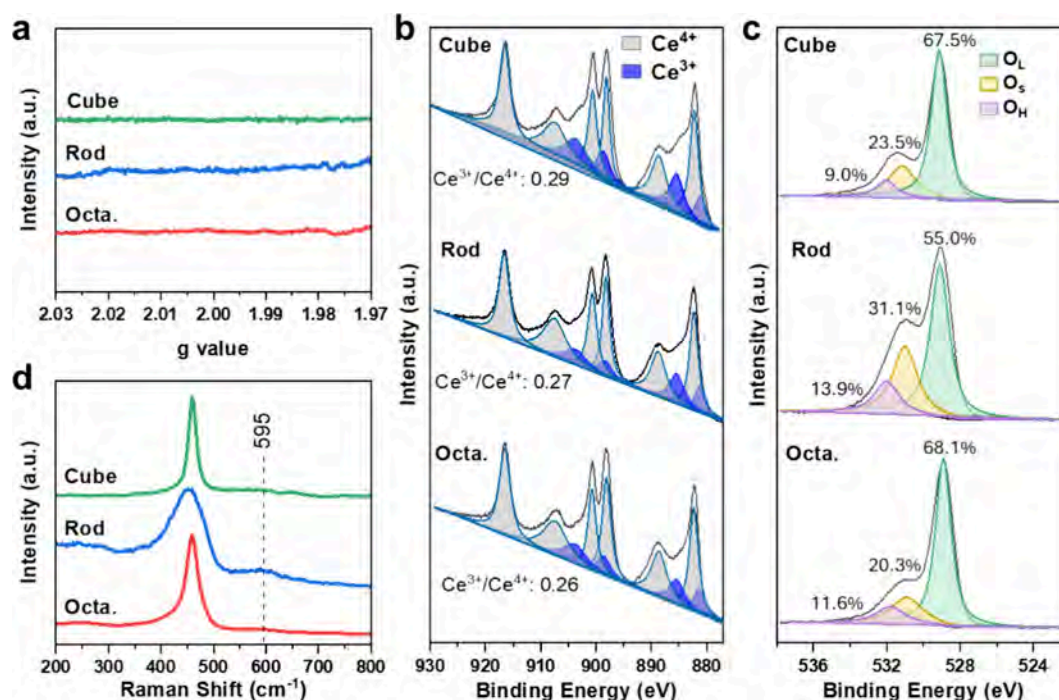 a
Intensity (a.u.)
Cube
Rod
Octa.
2.03 2.02 2.01 2.00 1.99 1.98 1.97
g value
b
Intensity (a.u.)
Cube
Ce⁴⁺
Ce³⁺
Ce³⁺/Ce⁴⁺: 0.29
Rod
Ce³⁺/Ce⁴⁺: 0.27
Octa.
Ce³⁺/Ce⁴⁺: 0.26
930 920 910 900 890 880
Binding Energy (eV)
c
Intensity (a.u.)
Cube
67.5%
O_L
O_S
O_H
23.5%
9.0%
Rod
55.0%
31.1%
13.9%
Octa.
68.1%
20.3%
11.6%
536 532 528 524
Binding Energy (eV)
d
Intensity (a.u.)
595
Cube
Rod
Octa.
200 300 400 500 600 700 800
Raman Shift (cm⁻¹)